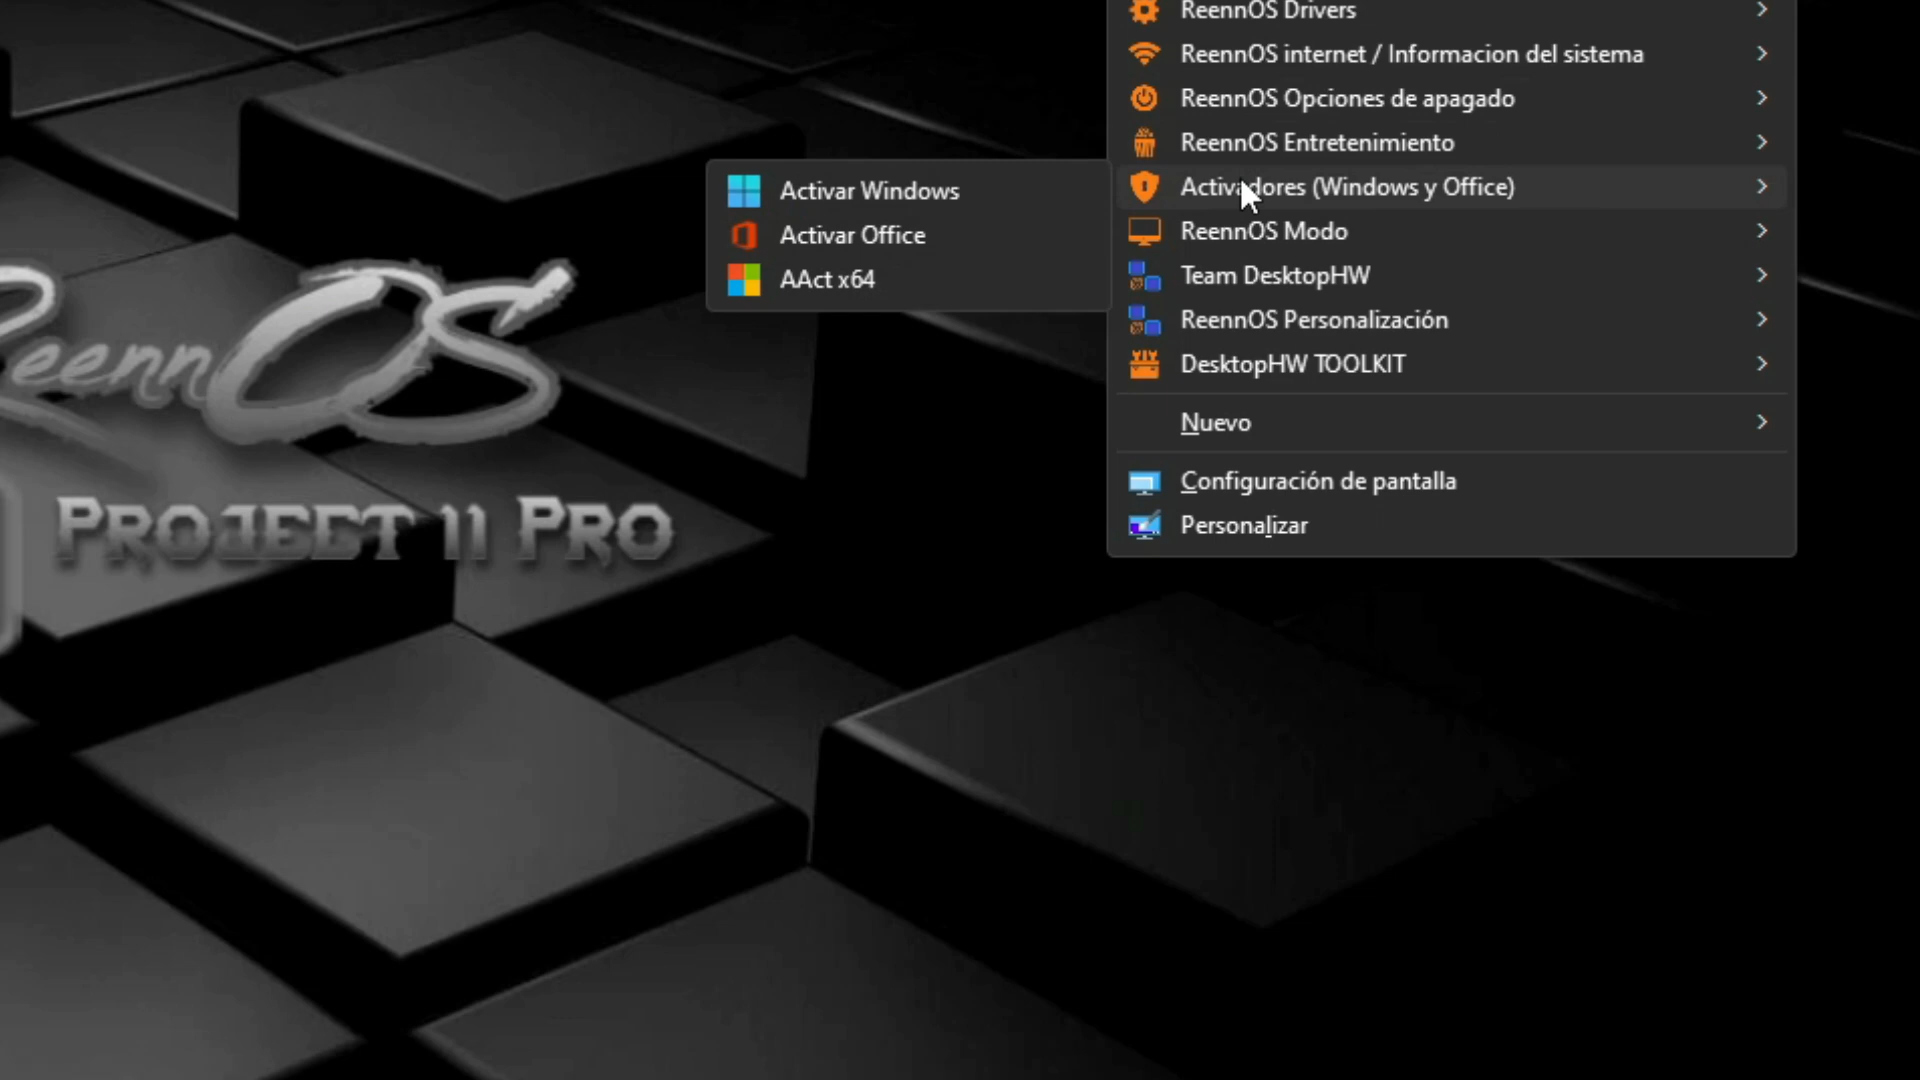 ReennOS Drivers
ReennOS internet / Informacion del sistema
ReennOS Opciones de apagado
ReennOS Entretenimiento
Activadores (Windows y Office)
ReennOS Modo
Team DesktopHW
ReennOS Personalización
DesktopHW TOOLKIT
Nuevo
Configuración de pantalla
Personalizar
Activar Windows
Activar Office
AAct x64
ReennOS
Project 11 Pro